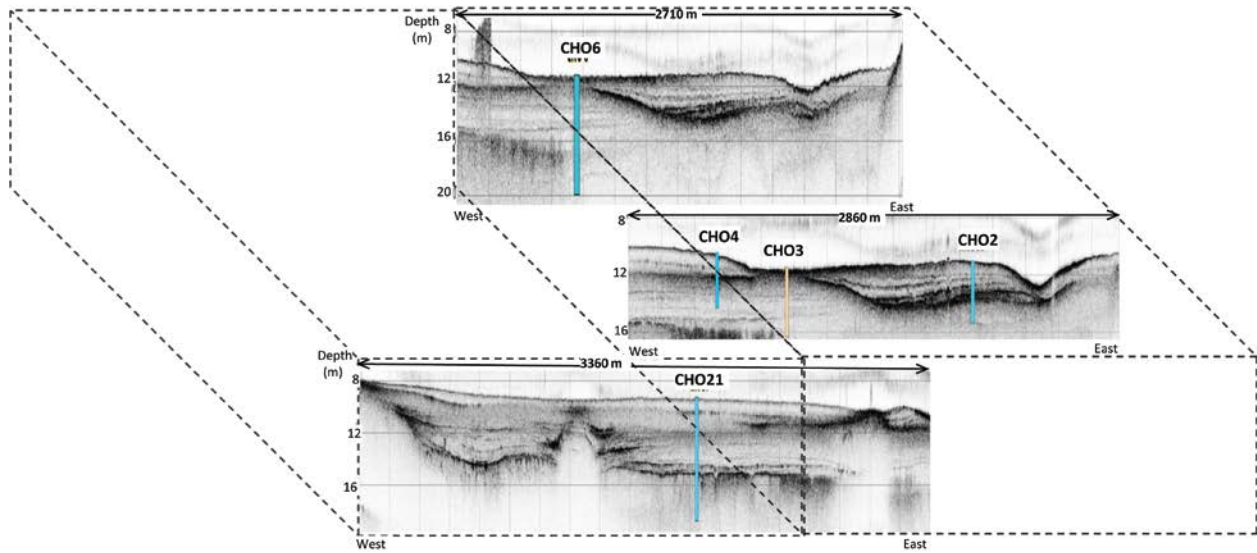 2710 m
Depth
(m)
8
CHO6
12
16
20
West
East
2860 m
8
CHO4
CHO3
CHO2
12
16
West
East
Depth
(m)
3360 m
8
CHO21
12
16
West
East